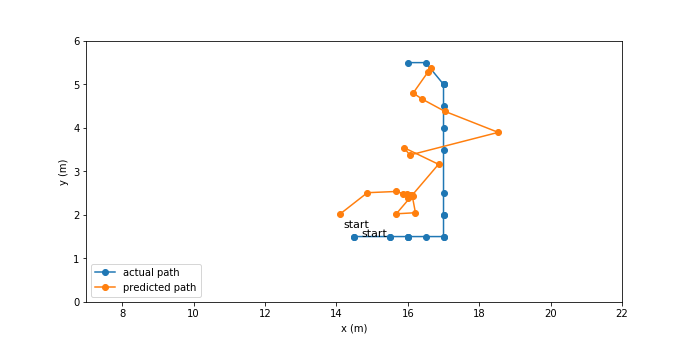 6
5
4
3
2
1
0
y (m)
start
start
actual path
predicted path
8 10 12 14 16 18 20 22
x (m)